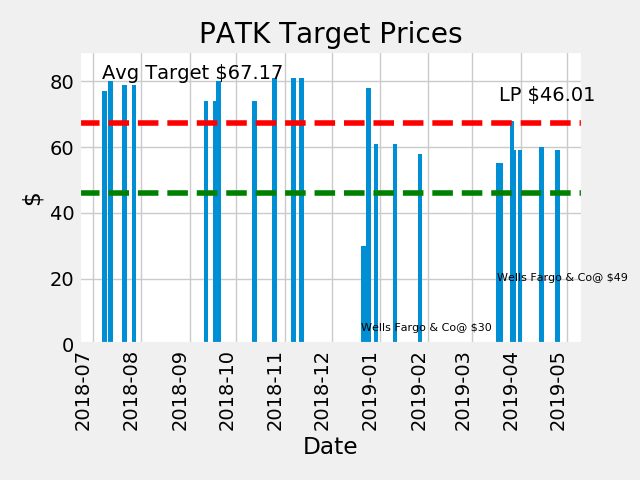 PATK Target Prices
Avg Target $67.17
LP $46.01
80
60
40
20
0
$
Wells Fargo & Co@ $49
Wells Fargo & Co@ $30
2018-07
2018-08
2018-09
2018-10
2018-11
2018-12
2019-01
2019-02
2019-03
2019-04
2019-05
Date